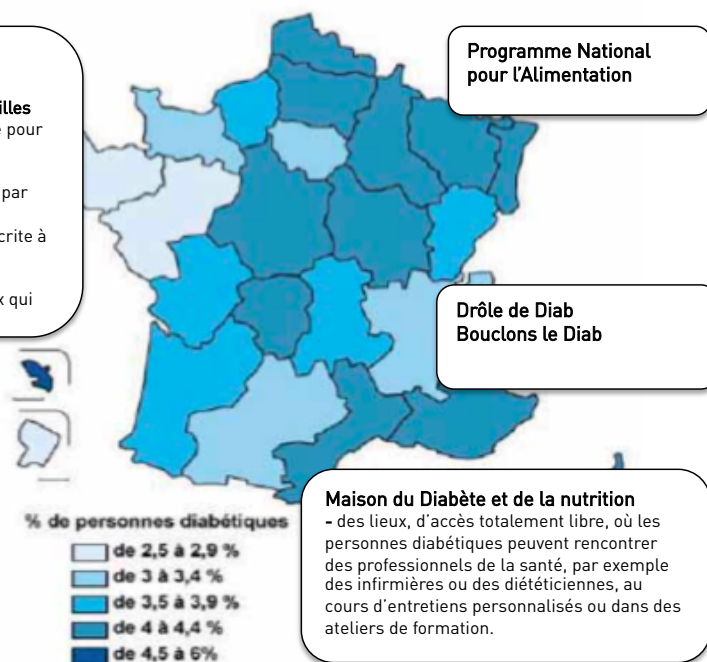 illes
pour
par
crite à
x qui
Programme National
pour l'Alimentation
Drôle de Diab
Bouclons le Diab
Maison du Diabète et de la nutrition
- des lieux, d'accès totalement libre, où les
personnes diabétiques peuvent rencontrer
des professionnels de la santé, par exemple
des infirmières ou des diététiciennes, au
cours d'entretiens personnalisés ou dans des
ateliers de formation.
% de personnes diabétiques
de 2,5 à 2,9 %
de 3 à 3,4 %
de 3,5 à 3,9 %
de 4 à 4,4 %
de 4,5 à 6%